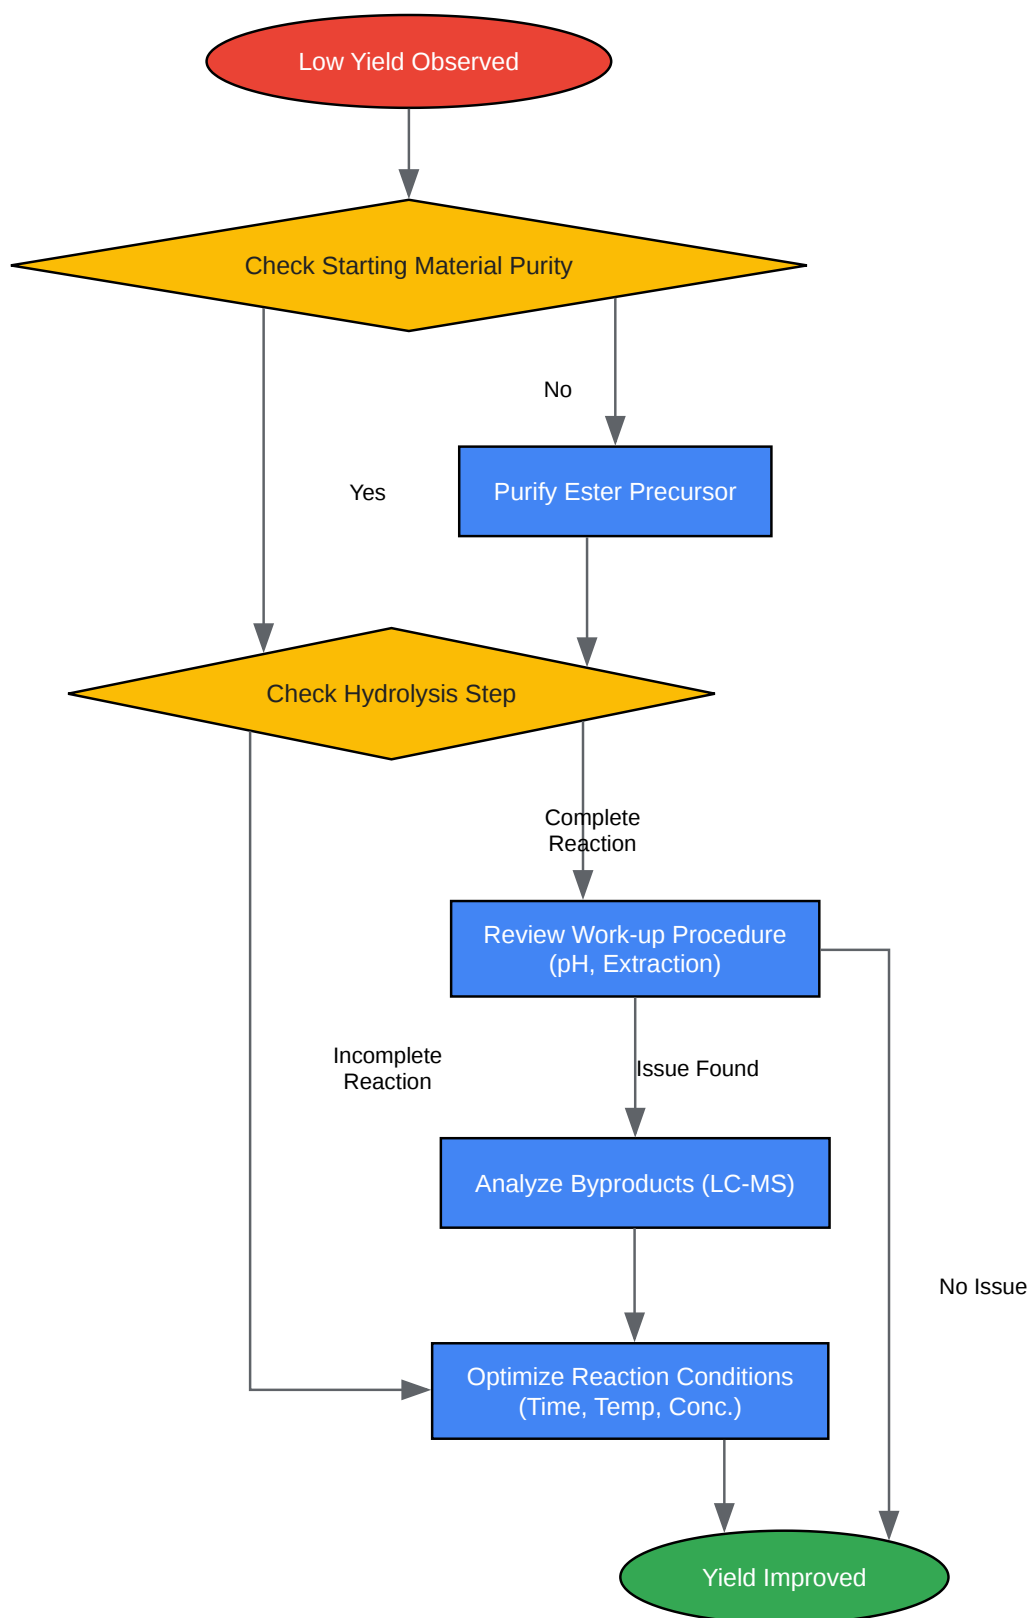 Low Yield Observed
Check Starting Material Purity
No
Yes
Purify Ester Precursor
Check Hydrolysis Step
Complete
Reaction
Review Work-up Procedure
(pH, Extraction)
Incomplete
Reaction
Issue Found
Analyze Byproducts (LC-MS)
No Issue
Optimize Reaction Conditions
(Time, Temp, Conc.)
Yield Improved